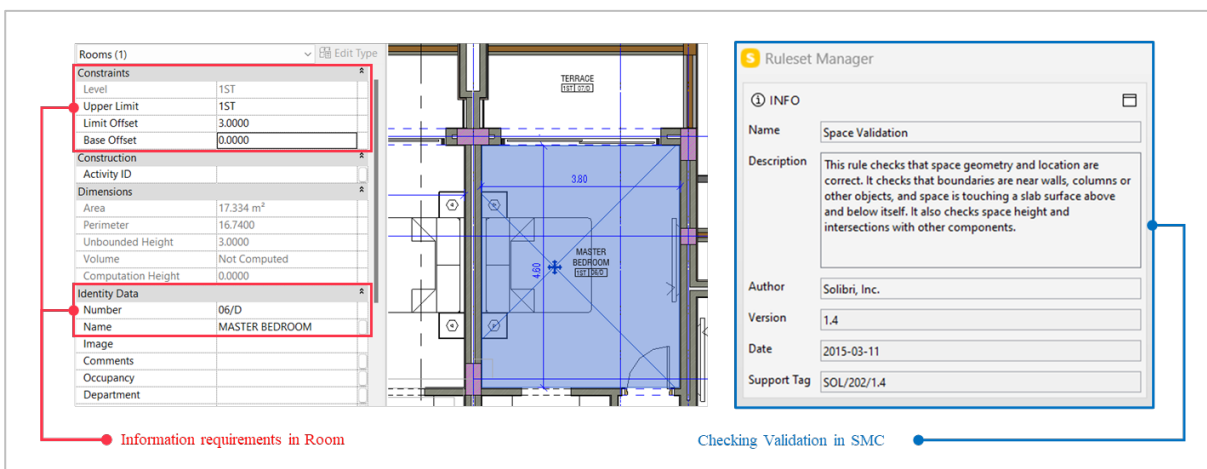 Rooms (1)
Edit Type
Constraints
Level 1ST
Upper Limit 1ST
Limit Offset 3.0000
Base Offset 0.0000
Construction
Activity ID
Dimensions
Area 17.334 m²
Perimeter 16.7400
Unbounded Height 3.0000
Volume Not Computed
Computation Height 0.0000
Identity Data
Number 06/D
Name MASTER BEDROOM
Image
Comments
Occupancy
Department
TERRACE
1ST 07/D
3.80
4.60
MASTER
BEDROOM
1ST 06/D
S Ruleset Manager
INFO
Name Space Validation
Description This rule checks that space geometry and location are
correct. It checks that boundaries are near walls, columns or
other objects, and space is touching a slab surface above
and below itself. It also checks space height and
intersections with other components.
Author Solibri, Inc.
Version 1.4
Date 2015-03-11
Support Tag SOL/202/1.4
Information requirements in Room
Checking Validation in SMC